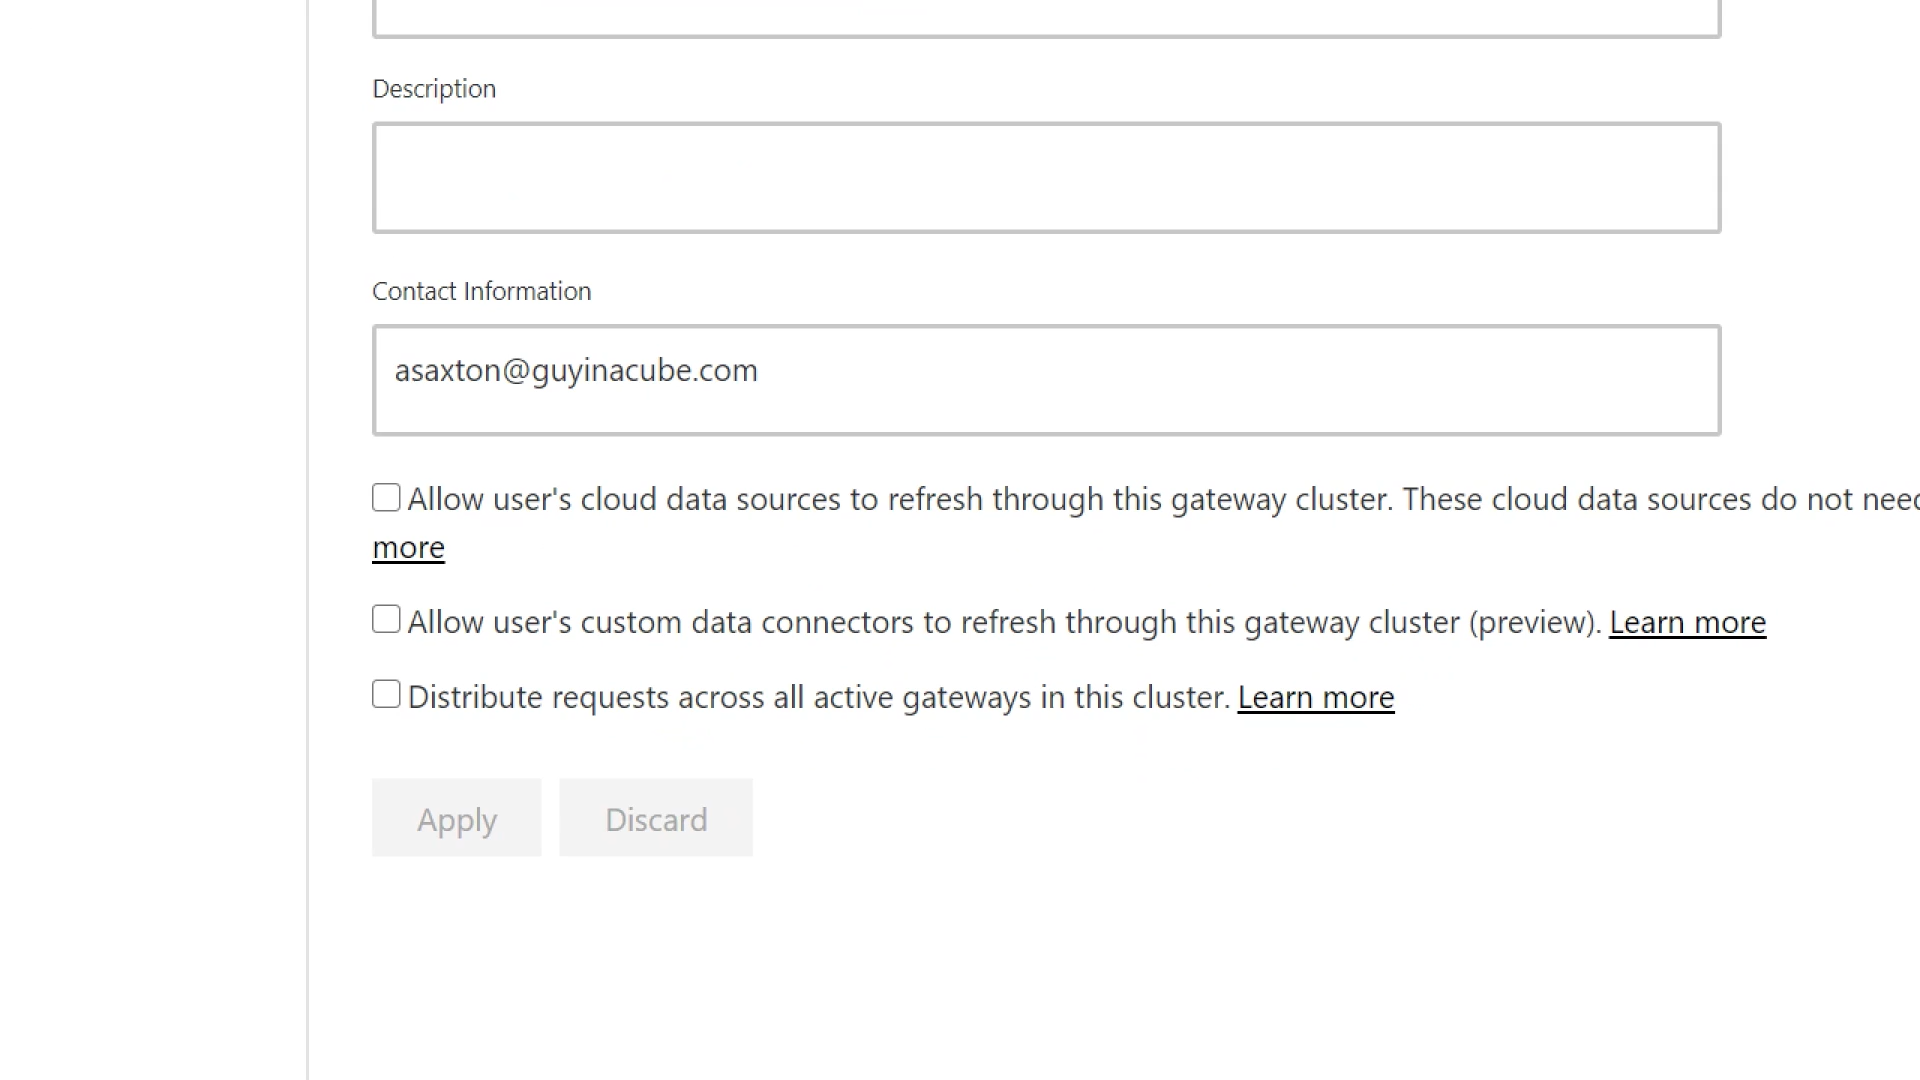 Description
Contact Information
asaxton@guyinacube.com
Allow user's cloud data sources to refresh through this gateway cluster. These cloud data sources do not need
more
Allow user's custom data connectors to refresh through this gateway cluster (preview). Learn more
Distribute requests across all active gateways in this cluster. Learn more
Apply Discard